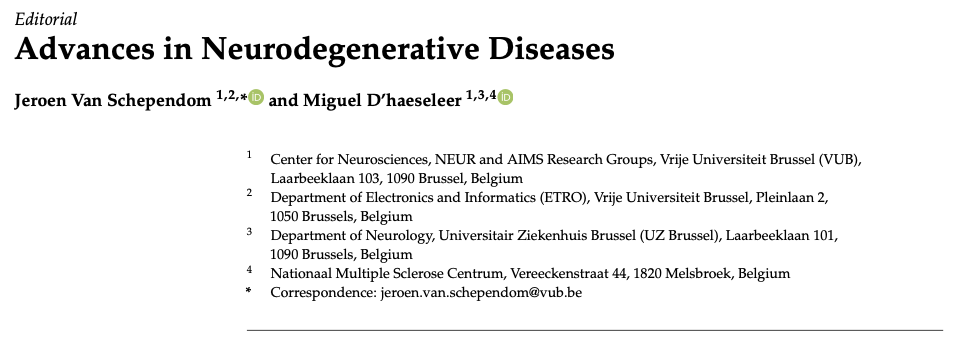 Editorial
Advances in Neurodegenerative Diseases
Jeroen Van Schependom 1,2,* iD and Miguel D'haeseleer 1,3,4 iD
1 Center for Neurosciences, NEUR and AIMS Research Groups, Vrije Universiteit Brussel (VUB),
Laarbeeklaan 103, 1090 Brussel, Belgium
2 Department of Electronics and Informatics (ETRO), Vrije Universiteit Brussel, Pleinlaan 2,
1050 Brussels, Belgium
3 Department of Neurology, Universitair Ziekenhuis Brussel (UZ Brussel), Laarbeeklaan 101,
1090 Brussels, Belgium
4 Nationaal Multiple Sclerose Centrum, Vereeckenstraat 44, 1820 Melsbroek, Belgium
* Correspondence: jeroen.van.schependom@vub.be